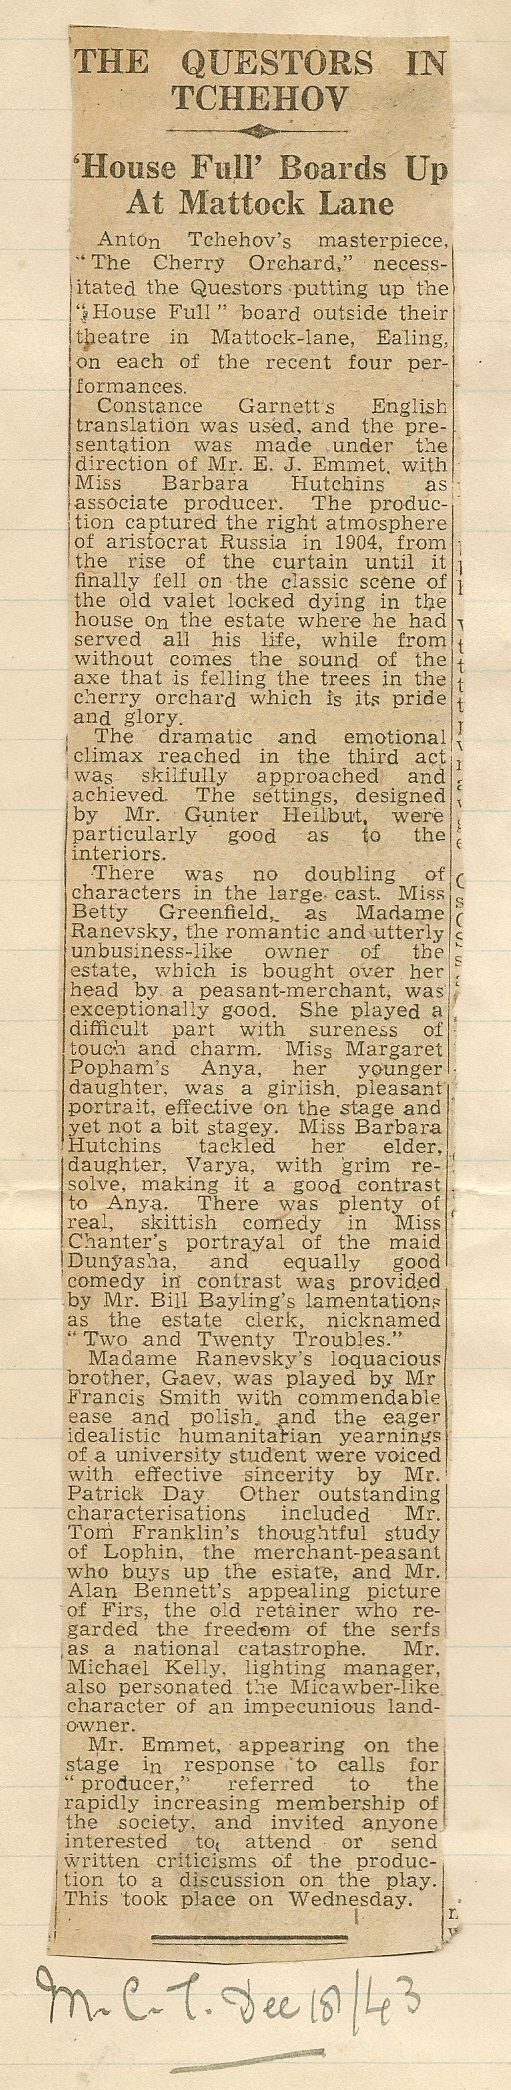 THE QUESTORS IN
TCHEHOV
'House Full' Boards Up
At Mattock Lane
Anton Tchehov's masterpiece,
"The Cherry Orchard," necess-
itated the Questors putting up the
"House Full" board outside their
theatre in Mattock-lane, Ealing,
on each of the recent four per-
formances.
Constance Garnett's English
translation was used, and the pre-
sentation was made under the
direction of Mr. E. J. Emmet, with
Miss Barbara Hutchins as
associate producer. The produc-
tion captured the right atmosphere
of aristocrat Russia in 1904, from
the rise of the curtain until it
finally fell on the classic scene of
the old valet locked dying in the
house on the estate where he had
served all his life, while from
without comes the sound of the
axe that is felling the trees in the
cherry orchard which is its pride
and glory.
The dramatic and emotional
climax reached in the third act
was skilfully approached and
achieved. The settings, designed
by Mr. Gunter Heilbut, were
particularly good as to the
interiors.
There was no doubling of
characters in the large cast. Miss
Betty Greenfield, as Madame
Ranevsky, the romantic and utterly
unbusiness-like owner of the
estate, which is bought over her
head by a peasant-merchant, was
exceptionally good. She played a
difficult part with sureness of
touch and charm. Miss Margaret
Popham's Anya, her younger
daughter, was a girlish, pleasant
portrait, effective on the stage and
yet not a bit stagey. Miss Barbara
Hutchins tackled her elder,
daughter, Varya, with grim re-
solve, making it a good contrast
to Anya. There was plenty of
real, skittish comedy in Miss
Chanter's portrayal of the maid
Dunyasha, and equally good
comedy in contrast was provided
by Mr. Bill Bayling's lamentations
as the estate clerk, nicknamed
"Two and Twenty Troubles."
Madame Ranevsky's loquacious
brother, Gaev, was played by Mr
Francis Smith with commendable
ease and polish, and the eager
idealistic humanitarian yearnings
of a university student were voiced
with effective sincerity by Mr.
Patrick Day Other outstanding
characterisations included Mr.
Tom Franklin's thoughtful study
of Lophin, the merchant-peasant
who buys up the estate, and Mr.
Alan Bennett's appealing picture
of Firs, the old retainer who re-
garded the freedom of the serfs
as a national catastrophe. Mr.
Michael Kelly, lighting manager,
also personated the Micawber-like
character of an impecunious land-
owner.
Mr. Emmet, appearing on the
stage in response to calls for
"producer," referred to the
rapidly increasing membership of
the society, and invited anyone
interested to attend or send
written criticisms of the produc-
tion to a discussion on the play.
This took place on Wednesday.
M.C.T. Dec 18/43